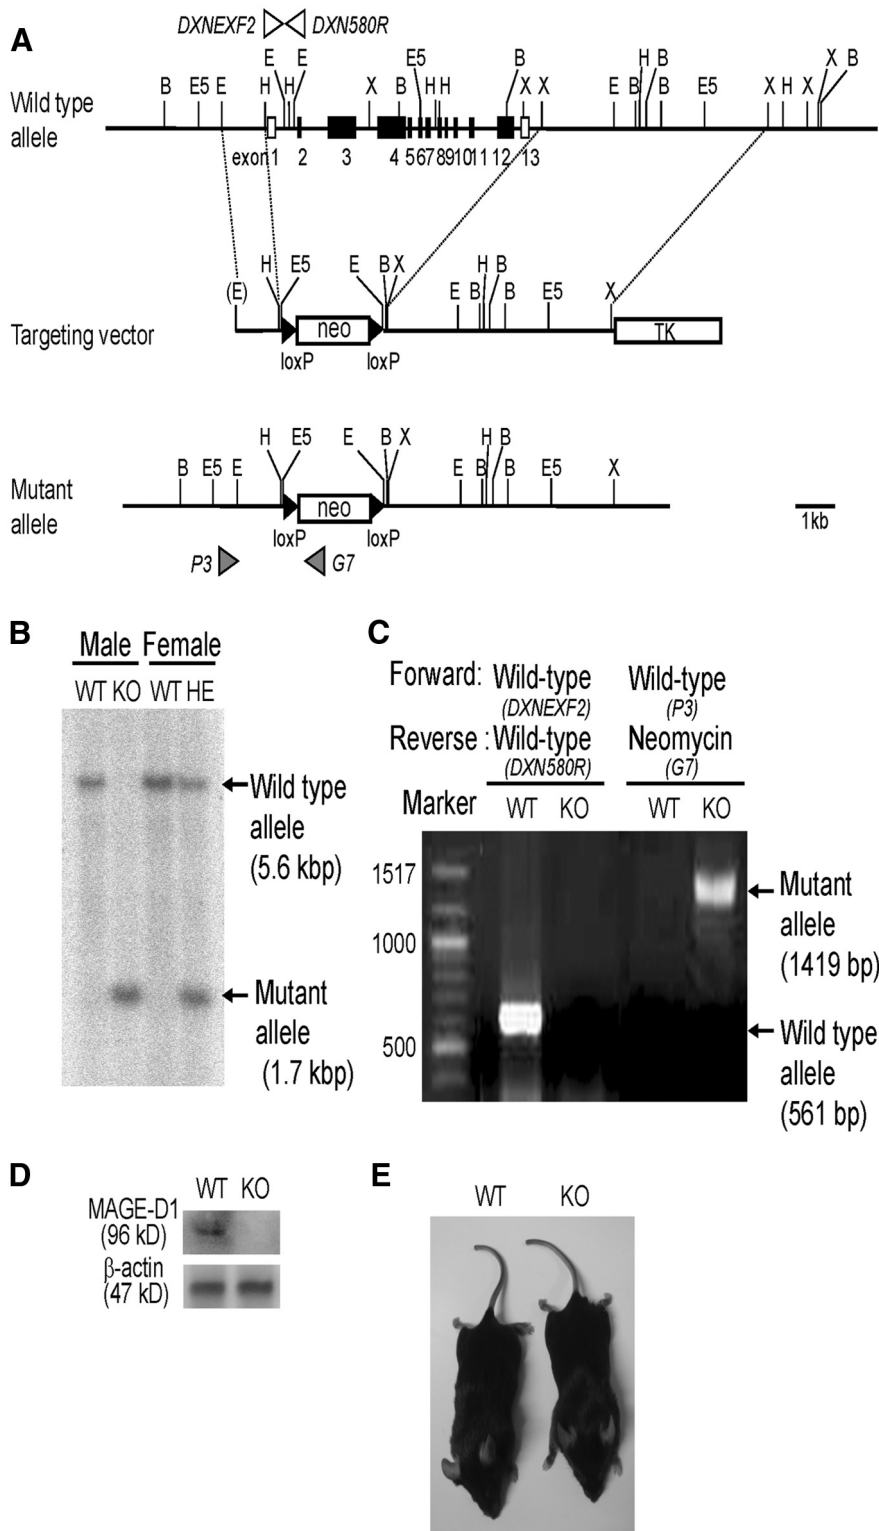 A
DXNEXF2 DXN580R
E E E5 B H X B
B E5 E H H X B H H X X E B B E5 X H X
Wild type
allele
exon1 2 3 4 5 6 7 8 9 10 11 12 13
H E5 E B X H B
(E) E B B E5 X
Targeting vector
neo TK
loxP loxP
H E5 E B X H B
B E5 E E B B E5 X
Mutant
allele
neo
loxP loxP
1kb
P3 G7
B
Male Female
WT KO WT HE
Wild type
allele
(5.6 kbp)
Mutant
allele
(1.7 kbp)
C
Forward: Wild-type Wild-type
(DXNEXF2) (P3)
Reverse : Wild-type Neomycin
(DXN580R) (G7)
Marker WT KO WT KO
1517
1000
500
Mutant
allele
(1419 bp)
Wild type
allele
(561 bp)
D
WT KO
MAGE-D1
(96 kD)
β-actin
(47 kD)
E
WT KO